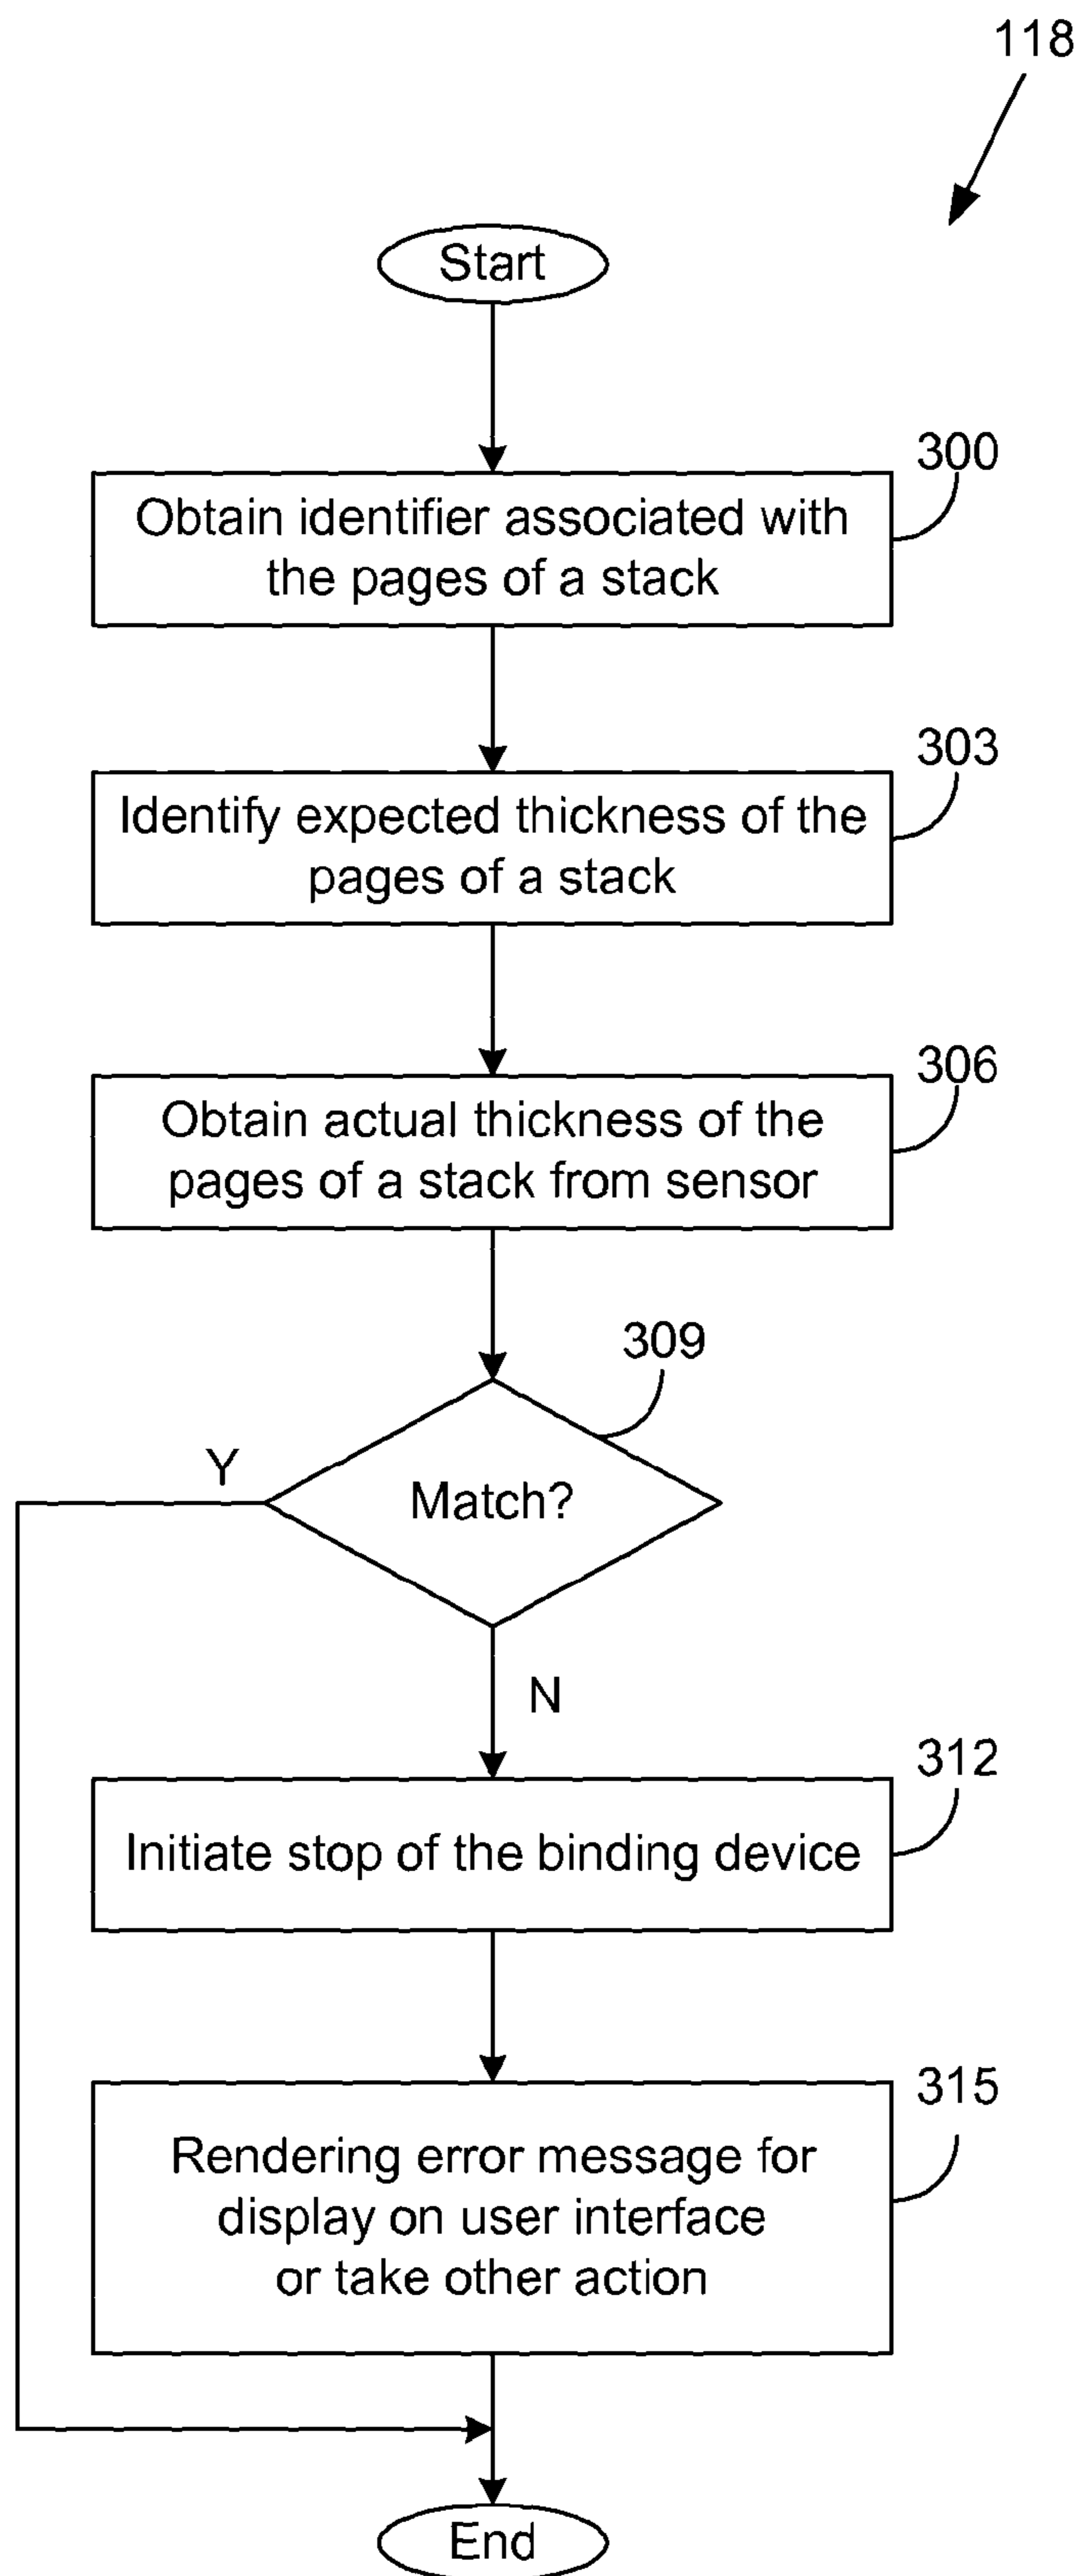 118
Start
300
Obtain identifier associated with
the pages of a stack
303
Identify expected thickness of the
pages of a stack
306
Obtain actual thickness of the
pages of a stack from sensor
309
Y
Match?
N
312
Initiate stop of the binding device
315
Rendering error message for
display on user interface
or take other action
End